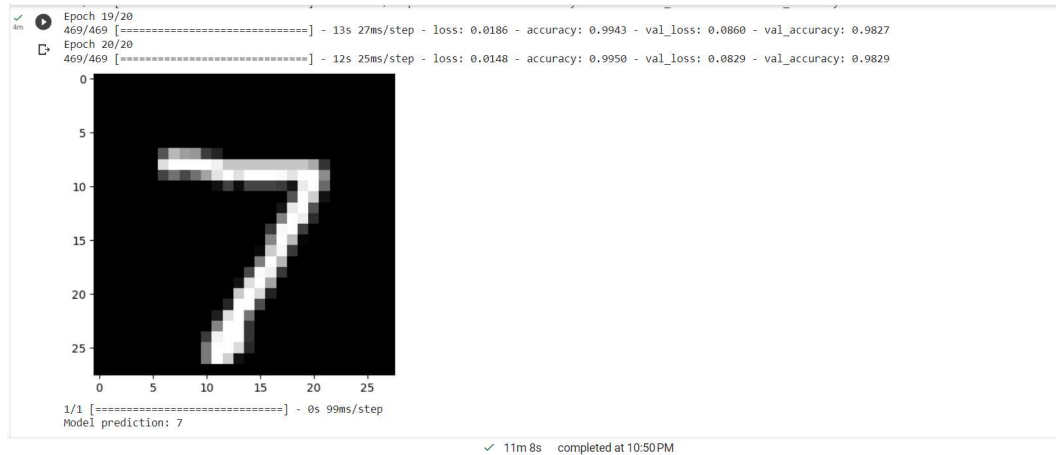 4m
Epoch 19/20
469/469 [==============================] - 13s 27ms/step - loss: 0.0186 - accuracy: 0.9943 - val_loss: 0.0860 - val_accuracy: 0.9827
Epoch 20/20
469/469 [==============================] - 12s 25ms/step - loss: 0.0148 - accuracy: 0.9950 - val_loss: 0.0829 - val_accuracy: 0.9829
0
5
10
15
20
25
7
0 5 10 15 20 25
1/1 [==============================] - 0s 99ms/step
Model prediction: 7
✓ 11m 8s completed at 10:50 PM